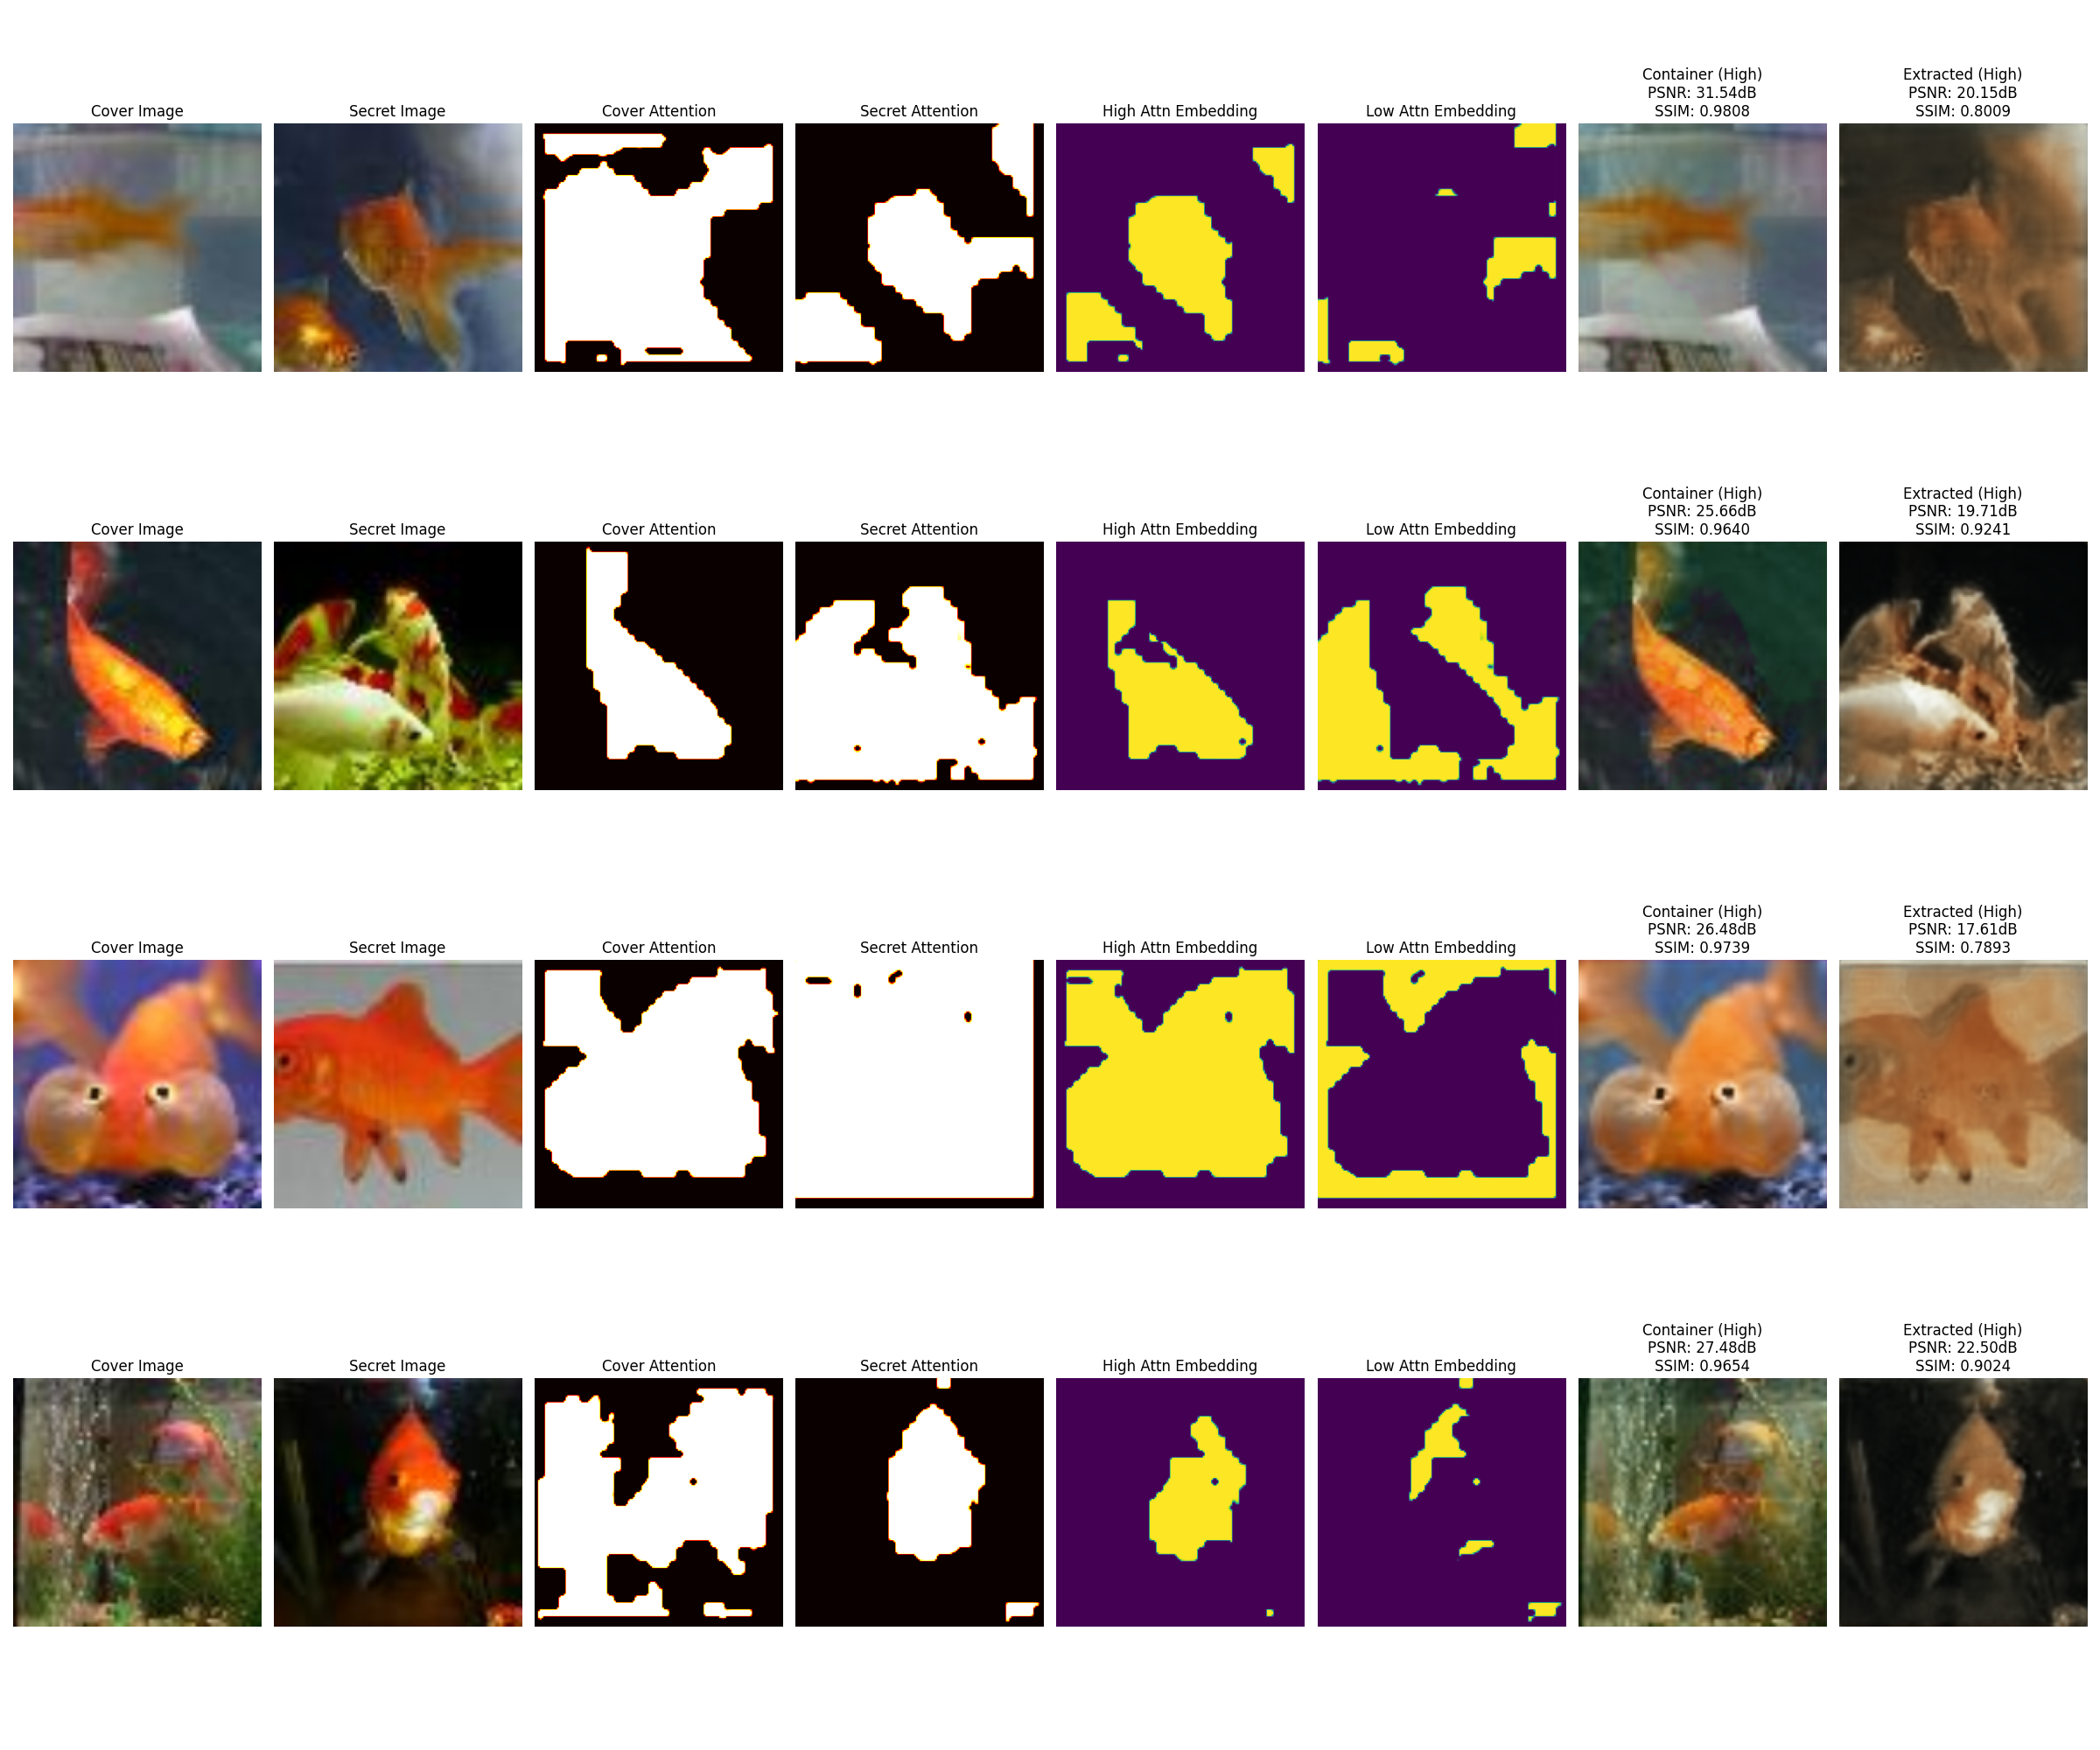 Container (High)
PSNR: 31.54dB
SSIM: 0.9808
Extracted (High)
PSNR: 20.15dB
SSIM: 0.8009
Cover Image
Secret Image
Cover Attention
Secret Attention
High Attn Embedding
Low Attn Embedding
Container (High)
PSNR: 25.66dB
SSIM: 0.9640
Extracted (High)
PSNR: 19.71dB
SSIM: 0.9241
Cover Image
Secret Image
Cover Attention
Secret Attention
High Attn Embedding
Low Attn Embedding
Container (High)
PSNR: 26.48dB
SSIM: 0.9739
Extracted (High)
PSNR: 17.61dB
SSIM: 0.7893
Cover Image
Secret Image
Cover Attention
Secret Attention
High Attn Embedding
Low Attn Embedding
Container (High)
PSNR: 27.48dB
SSIM: 0.9654
Extracted (High)
PSNR: 22.50dB
SSIM: 0.9024
Cover Image
Secret Image
Cover Attention
Secret Attention
High Attn Embedding
Low Attn Embedding